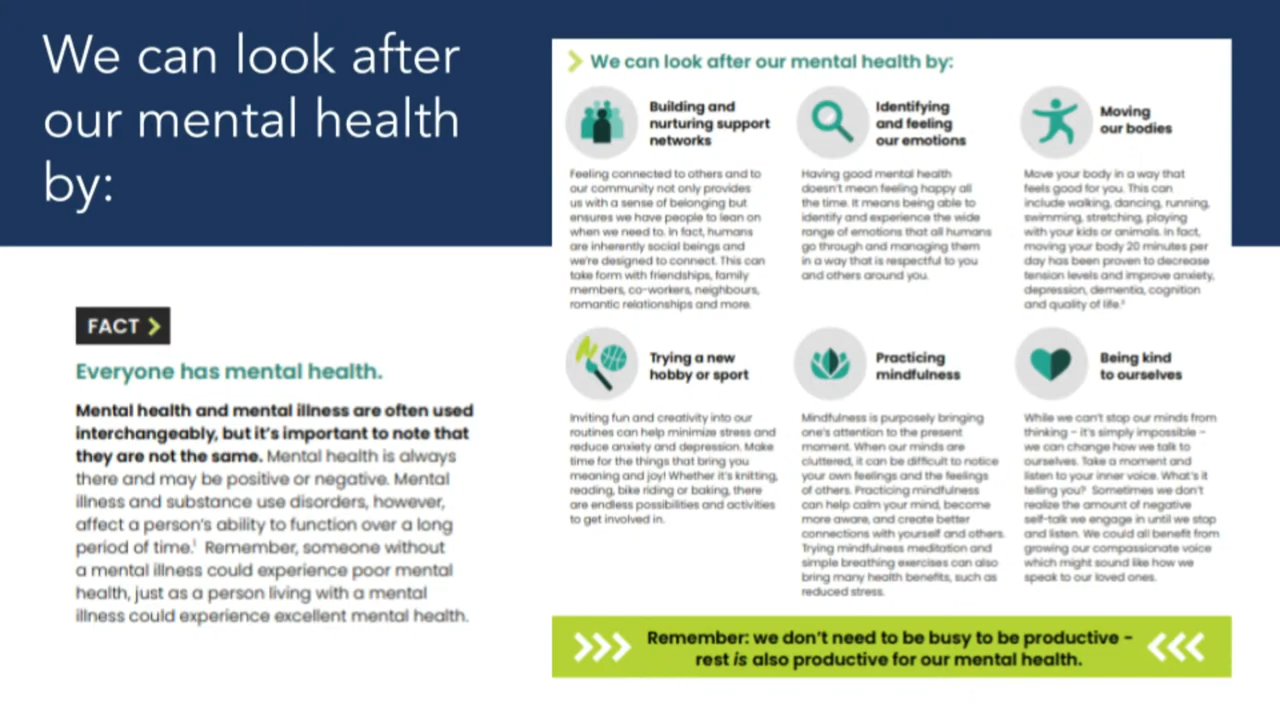 We can look after
our mental health
by:
FACT
Everyone has mental health.
Mental health and mental illness are often used
interchangeably, but it's important to note that
they are not the same. Mental health is always
there and may be positive or negative. Mental
illness and substance use disorders, however,
affect a person's ability to function over a long
period of time.¹ Remember, someone without
a mental illness could experience poor mental
health, just as a person living with a mental
illness could experience excellent mental health.
We can look after our mental health by:
Building and
nurturing support
networks
Feeling connected to others and to
our community not only provides
us with a sense of belonging but
ensures we have people to lean on
when we need to. In fact, humans
are inherently social beings and
we're designed to connect. This can
take form with friendships, family
members, co-workers, neighbours,
romantic relationships and more.
Identifying
and feeling
our emotions
Having good mental health
doesn't mean feeling happy all
the time. It means being able to
identify and experience the wide
range of emotions that all humans
go through and managing them
in a way that is respectful to you
and others around you.
Moving
our bodies
Move your body in a way that
feels good for you. This can
include walking, dancing, running,
swimming, stretching, playing
with your kids or animals. In fact,
moving your body 20 minutes per
day has been proven to decrease
tension levels and improve anxiety,
depression, dementia, cognition
and quality of life.
Trying a new
hobby or sport
Inviting fun and creativity into our
routines can help minimize stress and
reduce anxiety and depression. Make
time for the things that bring you
meaning and joy! Whether it's knitting,
reading, bike riding or baking, there
are endless possibilities and activities
to get involved in.
Practicing
mindfulness
Mindfulness is purposely bringing
one's attention to the present
moment. When our minds are
cluttered, it can be difficult to notice
your own feelings and the feelings
of others. Practicing mindfulness
can help calm your mind, become
more aware, and create better
connections with yourself and others.
Trying mindfulness meditation and
simple breathing exercises can also
bring many health benefits, such as
reduced stress.
Being kind
to ourselves
While we can't stop our minds from
thinking – it's simply impossible –
we can change how we talk to
ourselves. Take a moment and
listen to your inner voice. What's it
telling you? Sometimes we don't
realize the amount of negative
self-talk we engage in until we stop
and listen. We could all benefit from
growing our compassionate voice
which might sound like how we
speak to our loved ones.
Remember: we don't need to be busy to be productive –
rest is also productive for our mental health.